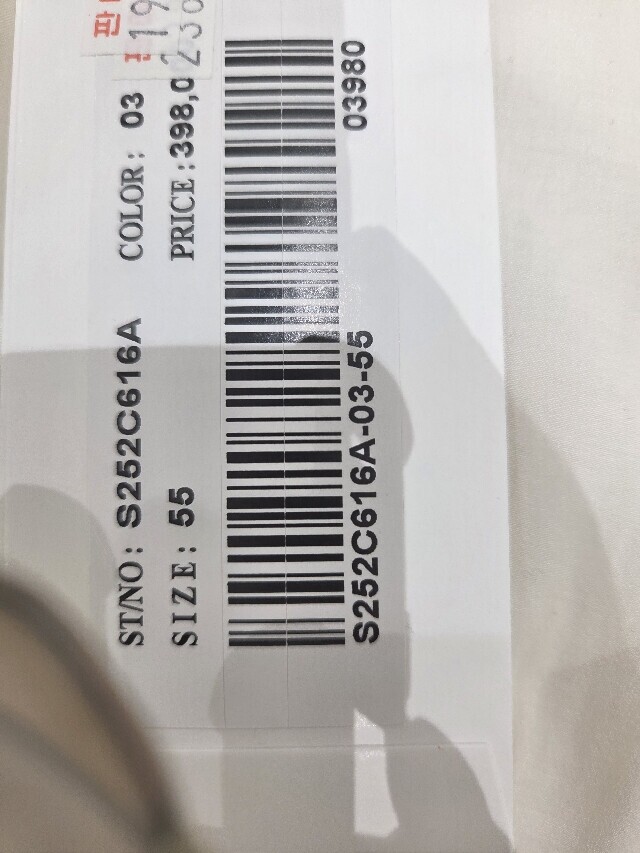 ST/NO: S252C616A COLOR: 03
SIZE: 55 PRICE:398,0
S252C616A-03-55 03980